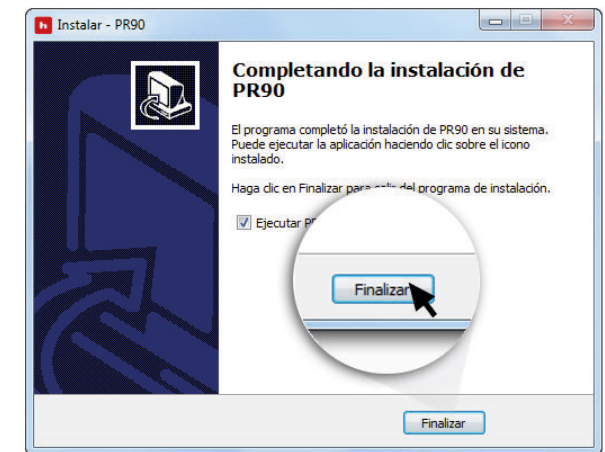 Instalar - PR90
Completando la instalación de
PR90
El programa completó la instalación de PR90 en su sistema.
Puede ejecutar la aplicación haciendo clic sobre el icono
instalado.
Haga clic en Finalizar para salir del programa de instalación.
Ejecutar
Finalizar
Finalizar